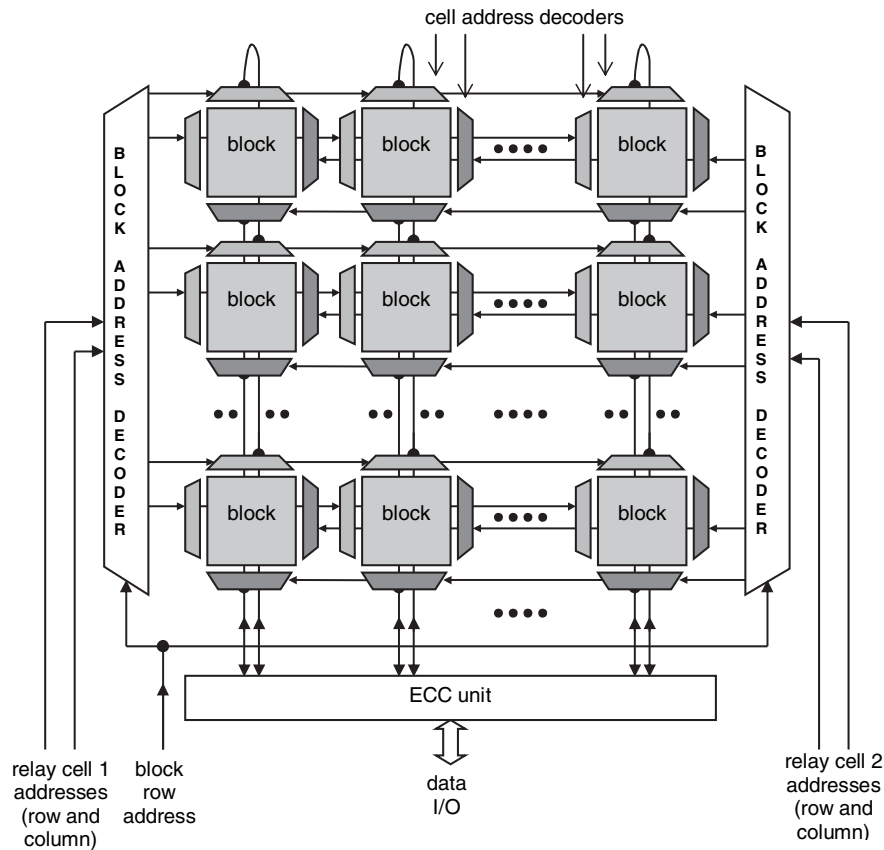 cell address decoders
block block block
BLOCK ADDRESS DECODER
BLOCK ADDRESS DECODER
block block block
block block block
ECC unit
relay cell 1
addresses
(row and
column)
block
row
address
data
I/O
relay cell 2
addresses
(row and
column)